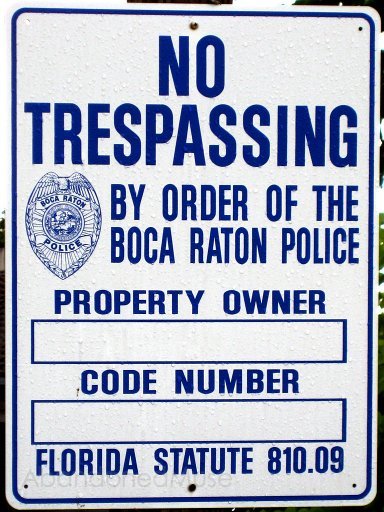 NO
TRESPASSING
BOCA RATON
POLICE
BY ORDER OF THE
BOCA RATON POLICE
PROPERTY OWNER
CODE NUMBER
FLORIDA STATUTE 810.09
AbandonedMuse